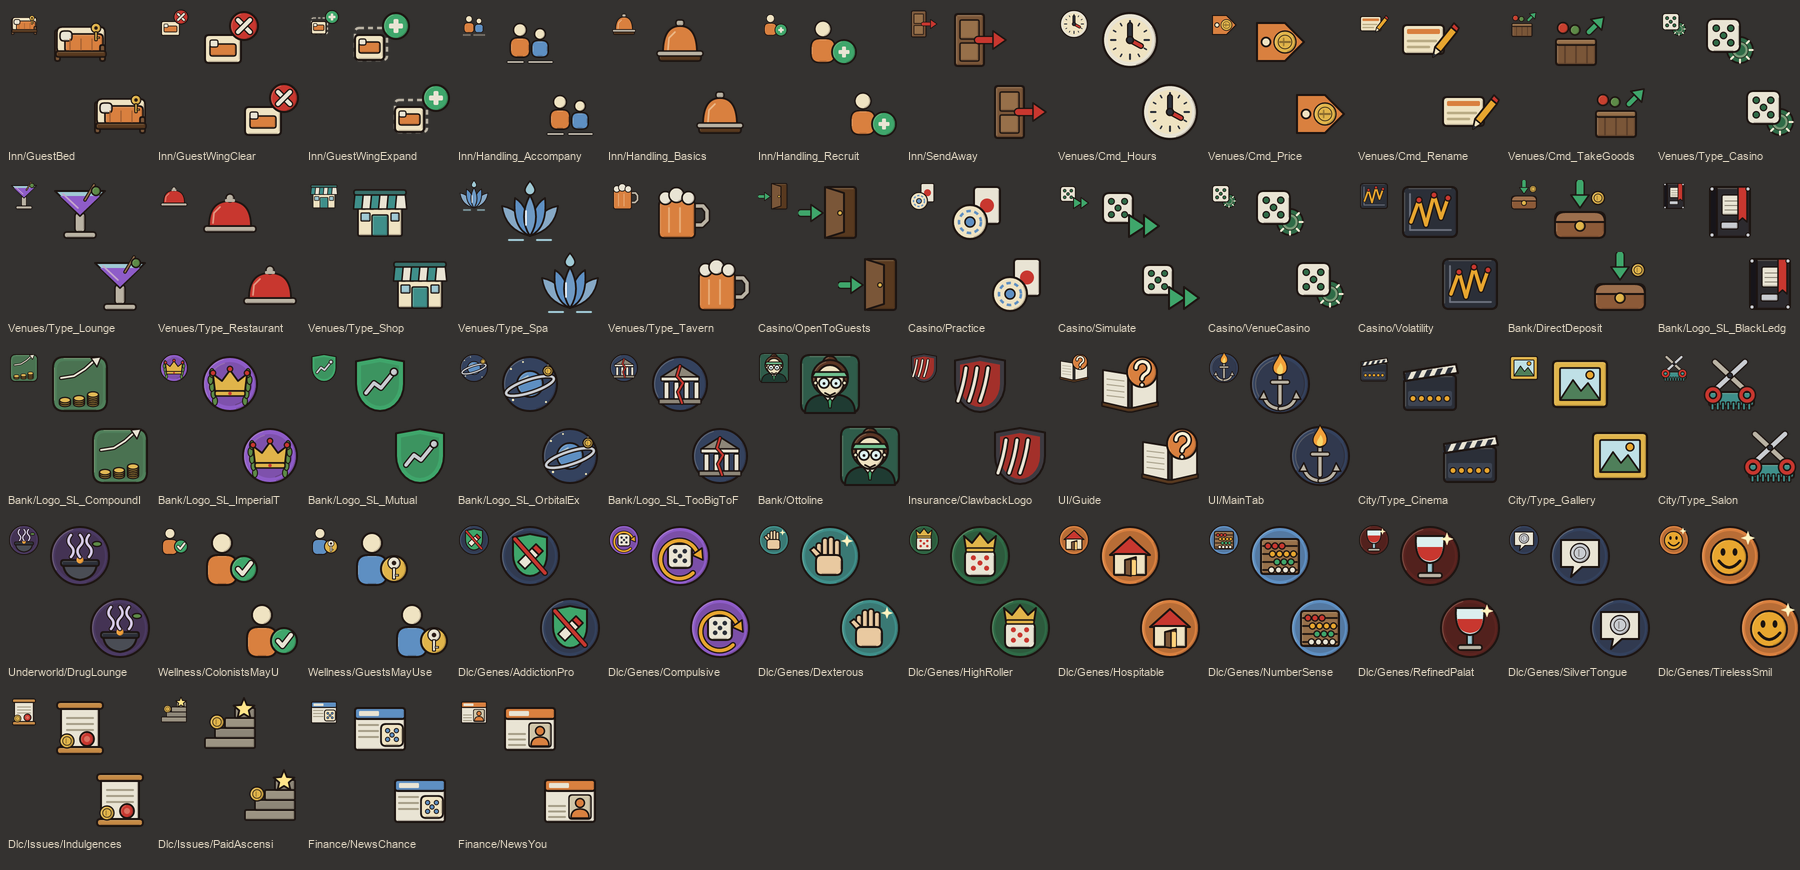 Inn/GuestBed
Inn/GuestWingClear
Inn/GuestWingExpand
Inn/Handling_Accompany
Inn/Handling_Basics
Inn/Handling_Recruit
Inn/SendAway
Venues/Cmd_Hours
Venues/Cmd_Price
Venues/Cmd_Rename
Venues/Cmd_TakeGoods
Venues/Type_Casino
Venues/Type_Lounge
Venues/Type_Restaurant
Venues/Type_Shop
Venues/Type_Spa
Venues/Type_Tavern
Casino/OpenToGuests
Casino/Practice
Casino/Simulate
Casino/VenueCasino
Casino/Volatility
Bank/DirectDeposit
Bank/Logo_SL_BlackLedg
Bank/Logo_SL_CompoundI
Bank/Logo_SL_ImperialT
Bank/Logo_SL_Mutual
Bank/Logo_SL_OrbitalEx
Bank/Logo_SL_TooBigToF
Bank/Ottoline
Insurance/ClawbackLogo
UI/Guide
UI/MainTab
City/Type_Cinema
City/Type_Gallery
City/Type_Salon
Underworld/DrugLounge
Wellness/ColonistsMayU
Wellness/GuestsMayUse
Dlc/Genes/AddictionPro
Dlc/Genes/Compulsive
Dlc/Genes/Dexterous
Dlc/Genes/HighRoller
Dlc/Genes/Hospitable
Dlc/Genes/NumberSense
Dlc/Genes/RefinedPalat
Dlc/Genes/SilverTongue
Dlc/Genes/TirelessSmil
Dlc/Issues/Indulgences
Dlc/Issues/PaidAscensi
Finance/NewsChance
Finance/NewsYou